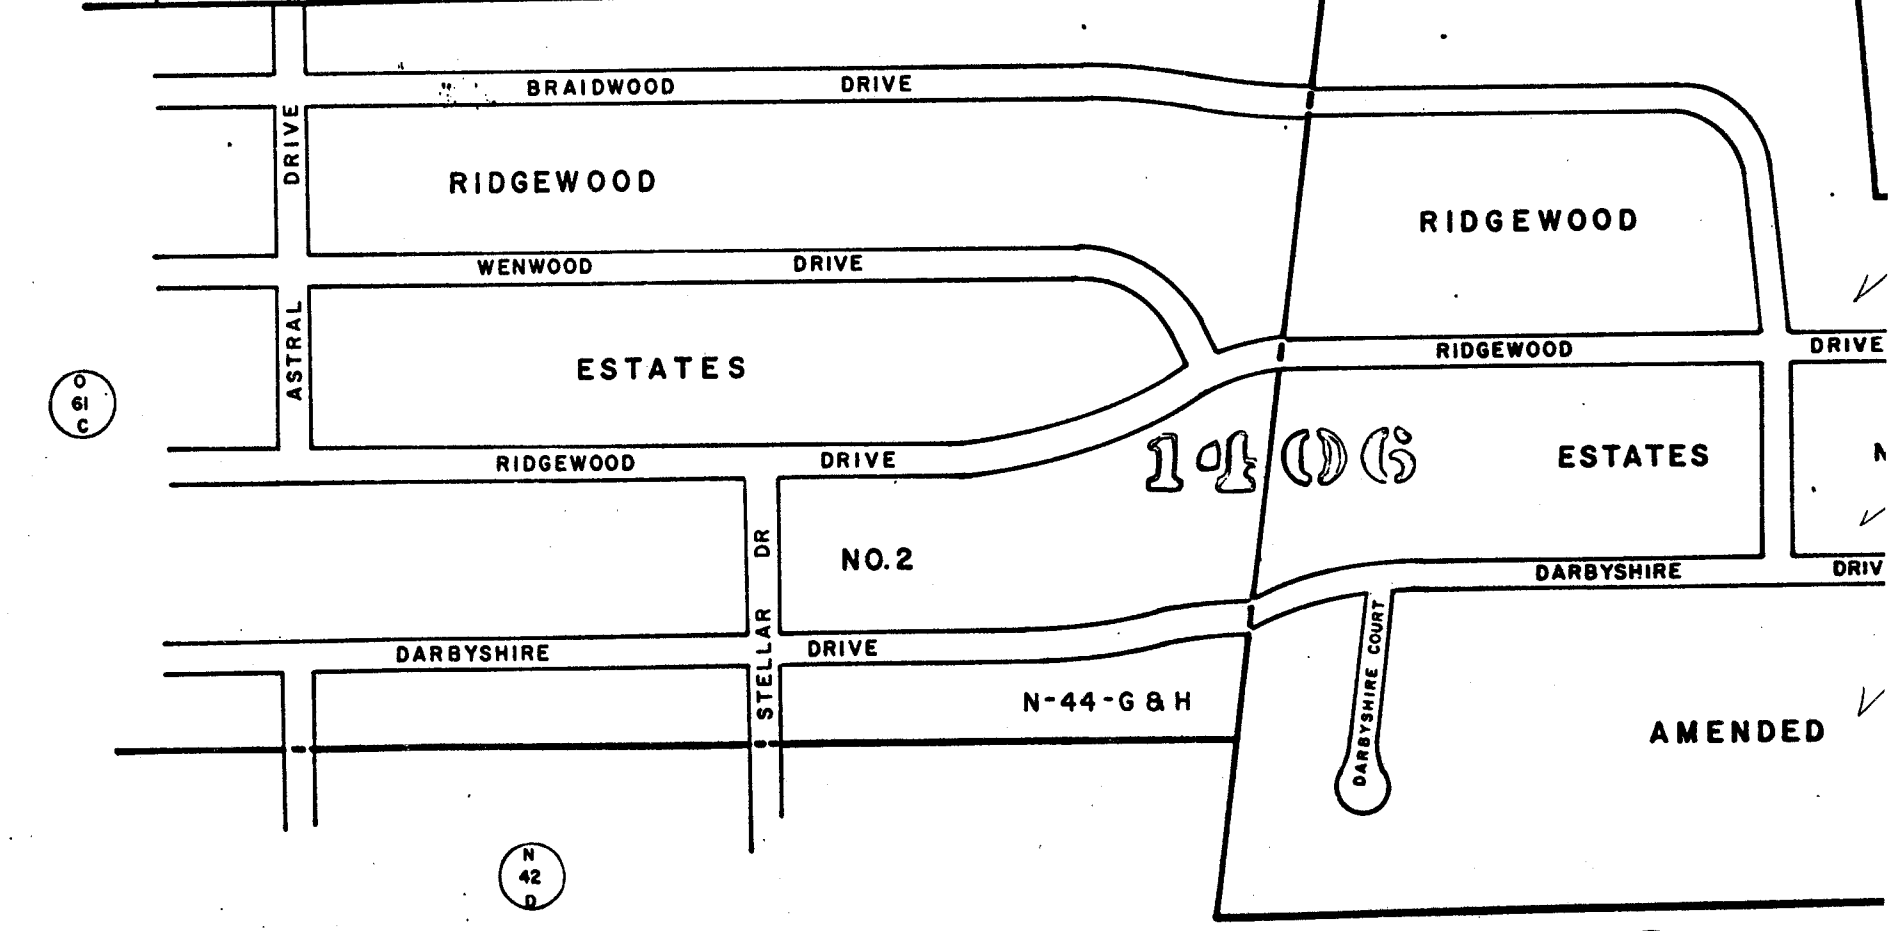 BRAIDWOOD DRIVE
DRIVE
RIDGEWOOD
RIDGEWOOD
WENWOOD DRIVE
ASTRAL
RIDGEWOOD DRIVE
ESTATES
O
61
C
1406
ESTATES
N
RIDGEWOOD DRIVE
STELLAR DR
NO. 2
DARBYSHIRE DRIV
DARBYSHIRE DRIVE
DARBYSHIRE COURT
N-44-G & H
AMENDED
N
42
D